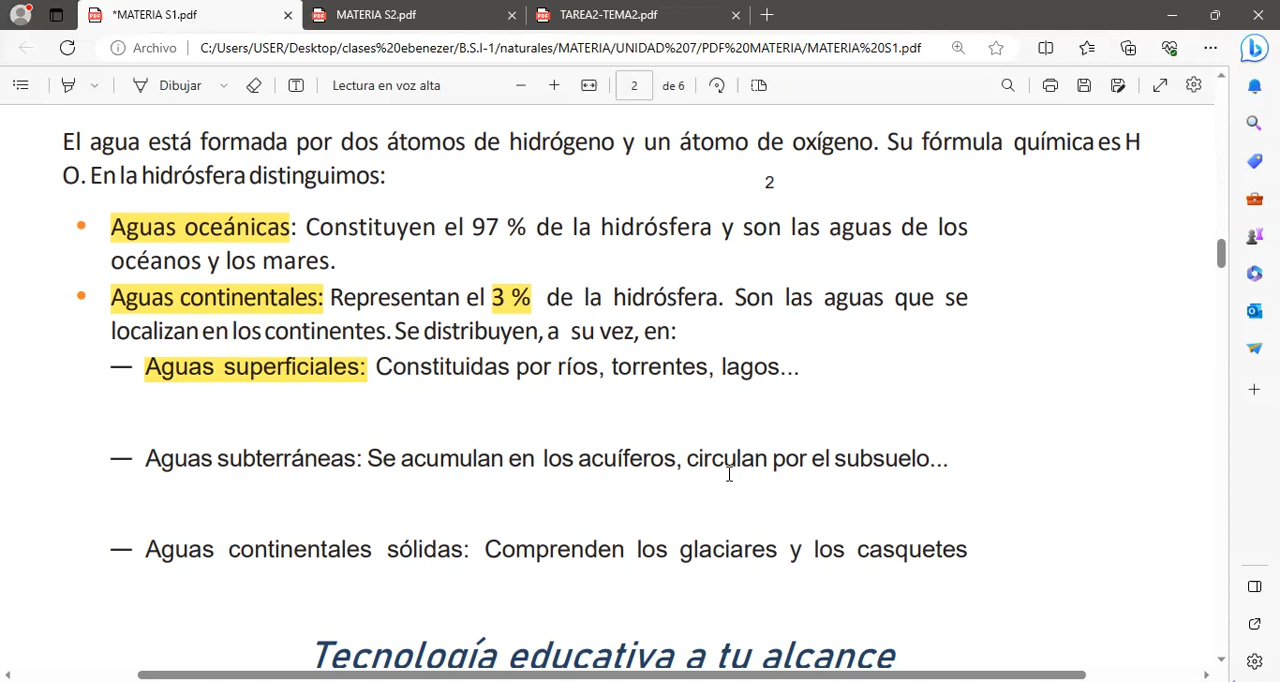 *MATERIA S1.pdf
MATERIA S2.pdf
TAREA2-TEMA2.pdf
Archivo
C:/Users/USER/Desktop/clases%20ebenezer/B.S.I-1/naturales/MATERIA/UNIDAD%207/PDF%20MATERIA/MATERIA%20S1.pdf
Dibujar
Lectura en voz alta
2
de 6
El agua está formada por dos átomos de hidrógeno y un átomo de oxígeno. Su fórmula química es H
2
O. En la hidrósfera distinguimos:
• Aguas oceánicas: Constituyen el 97 % de la hidrósfera y son las aguas de los
océanos y los mares.
• Aguas continentales: Representan el 3 % de la hidrósfera. Son las aguas que se
localizan en los continentes. Se distribuyen, a su vez, en:
— Aguas superficiales: Constituidas por ríos, torrentes, lagos...
— Aguas subterráneas: Se acumulan en los acuíferos, circulan por el subsuelo...
— Aguas continentales sólidas: Comprenden los glaciares y los casquetes
Tecnología educativa a tu alcance